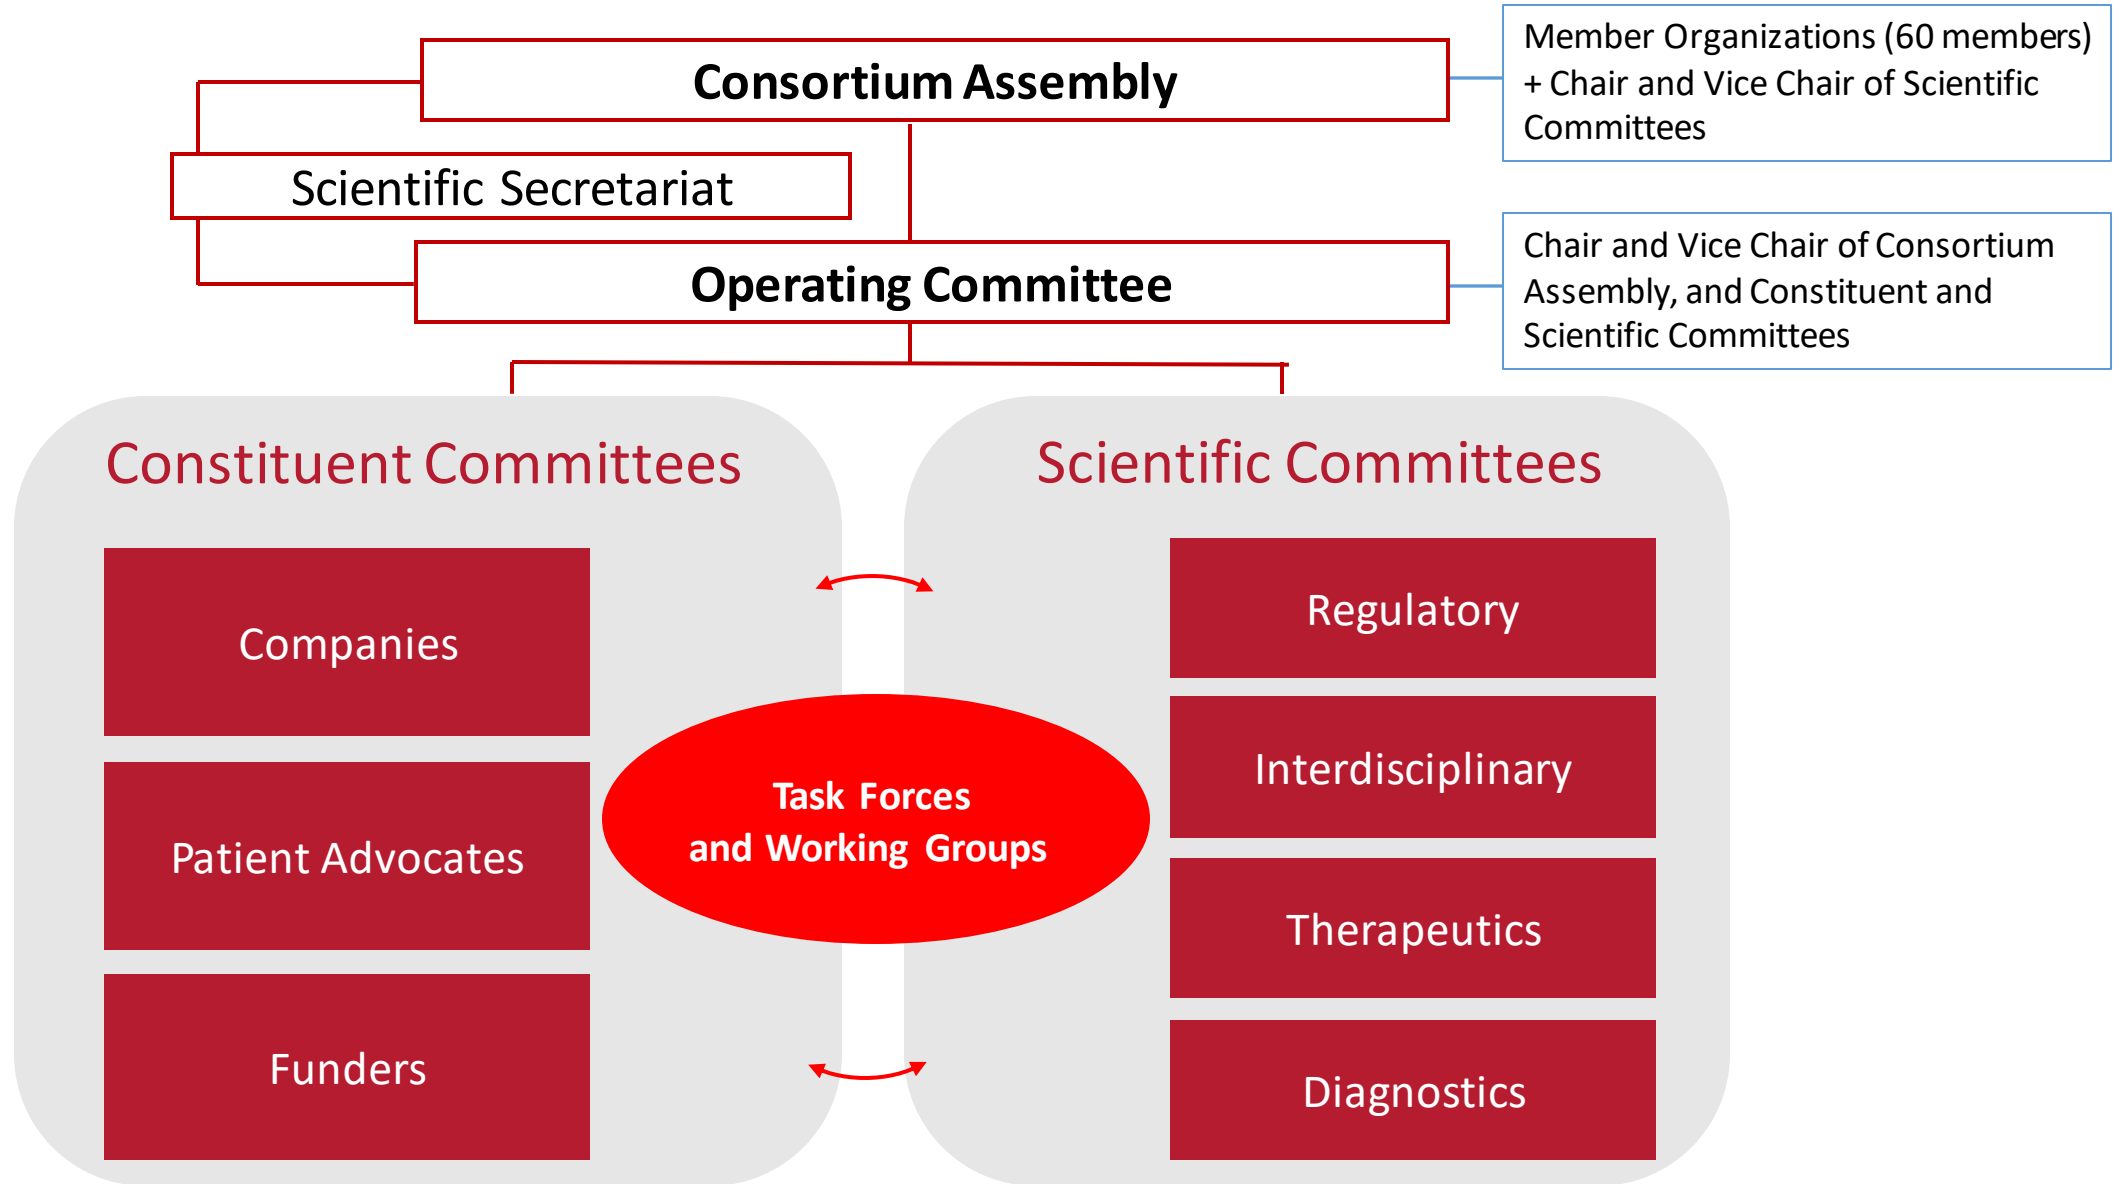 Consortium Assembly
Member Organizations (60 members)
+ Chair and Vice Chair of Scientific
Committees
Scientific Secretariat
Operating Committee
Chair and Vice Chair of Consortium
Assembly, and Constituent and
Scientific Committees
Constituent Committees
Companies
Patient Advocates
Funders
Task Forces
and Working Groups
Scientific Committees
Regulatory
Interdisciplinary
Therapeutics
Diagnostics